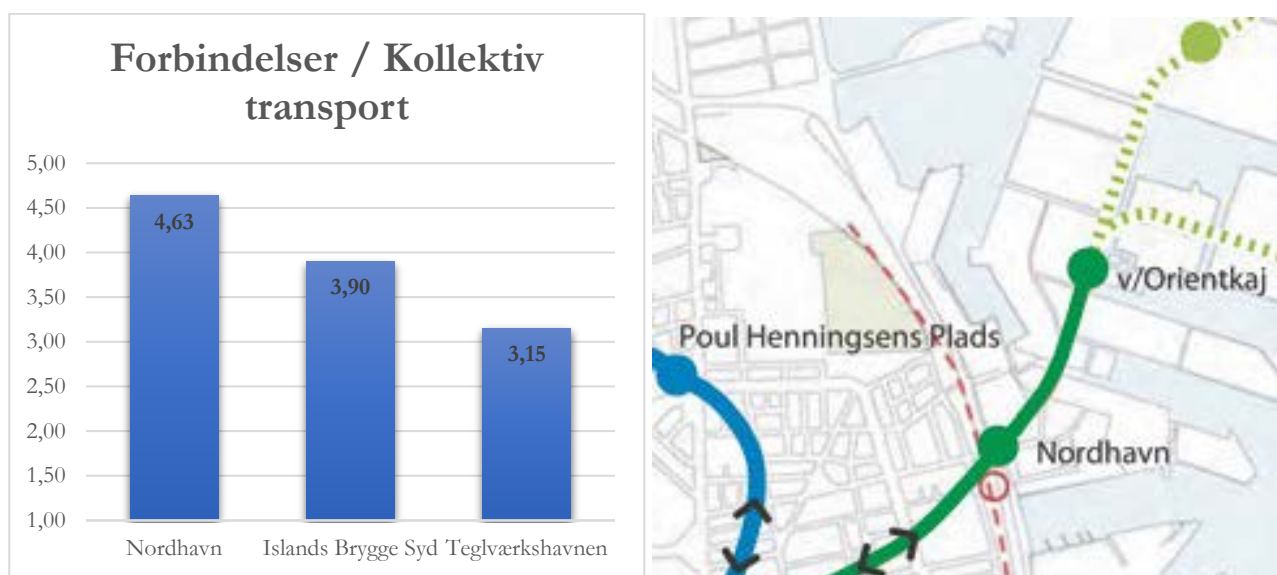 Forbindelser / Kollektiv
transport
5,00
4,50
4,00
3,50
3,00
2,50
2,00
1,50
1,00
4,63
3,90
3,15
Nordhavn
Islands Brygge Syd
Teglværkshavnen
v/Orientkaj
Poul Henningsens Plads
Nordhavn